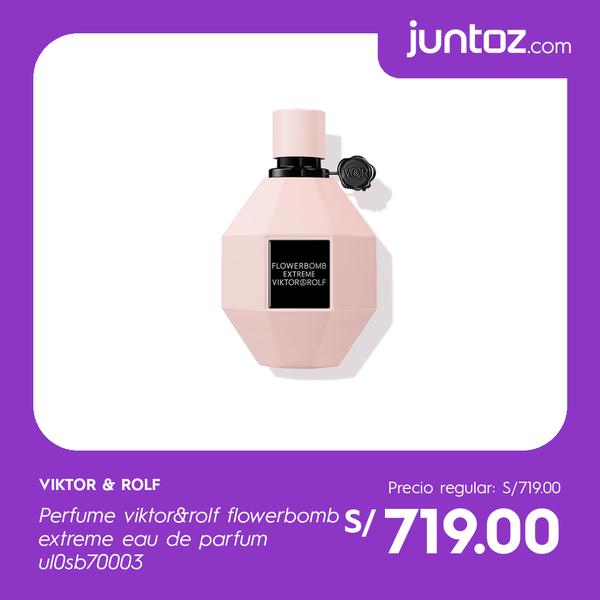 juntoz.com
V&R
FLOWERBOMB
EXTREME
VIKTOR&ROLF
VIKTOR & ROLF
Perfume viktor&rolf flowerbomb
extreme eau de parfum
ul0sb70003
Precio regular: S/719.00
S/ 719.00